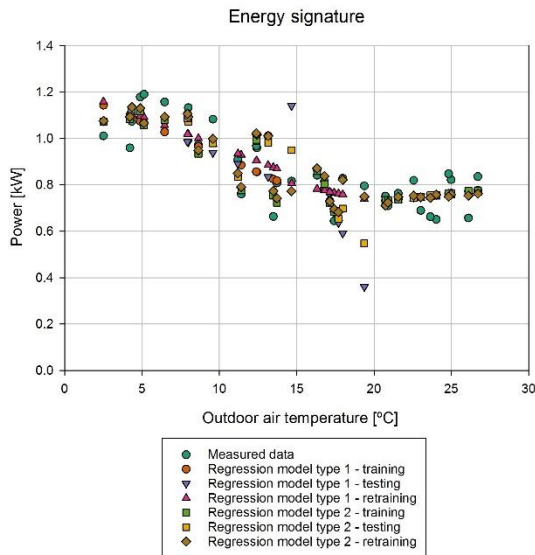 Energy signature
1.4
1.2
1.0
0.8
0.6
0.4
0.2
0.0
Power [kW]
0 5 10 15 20 25 30
Outdoor air temperature [ºC]
Measured data
Regression model type 1 - training
Regression model type 1 - testing
Regression model type 1 - retraining
Regression model type 2 - training
Regression model type 2 - testing
Regression model type 2 - retraining